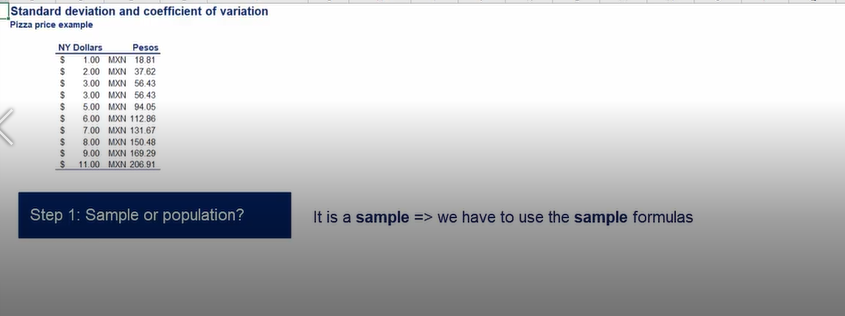 Standard deviation and coefficient of variation
Pizza price example
NY Dollars Pesos
$ 1.00 MXN 18.81
$ 2.00 MXN 37.62
$ 3.00 MXN 56.43
$ 3.00 MXN 56.43
$ 5.00 MXN 94.05
$ 6.00 MXN 112.86
$ 7.00 MXN 131.67
$ 8.00 MXN 150.48
$ 9.00 MXN 169.29
$ 11.00 MXN 206.91
Step 1: Sample or population? It is a sample => we have to use the sample formulas